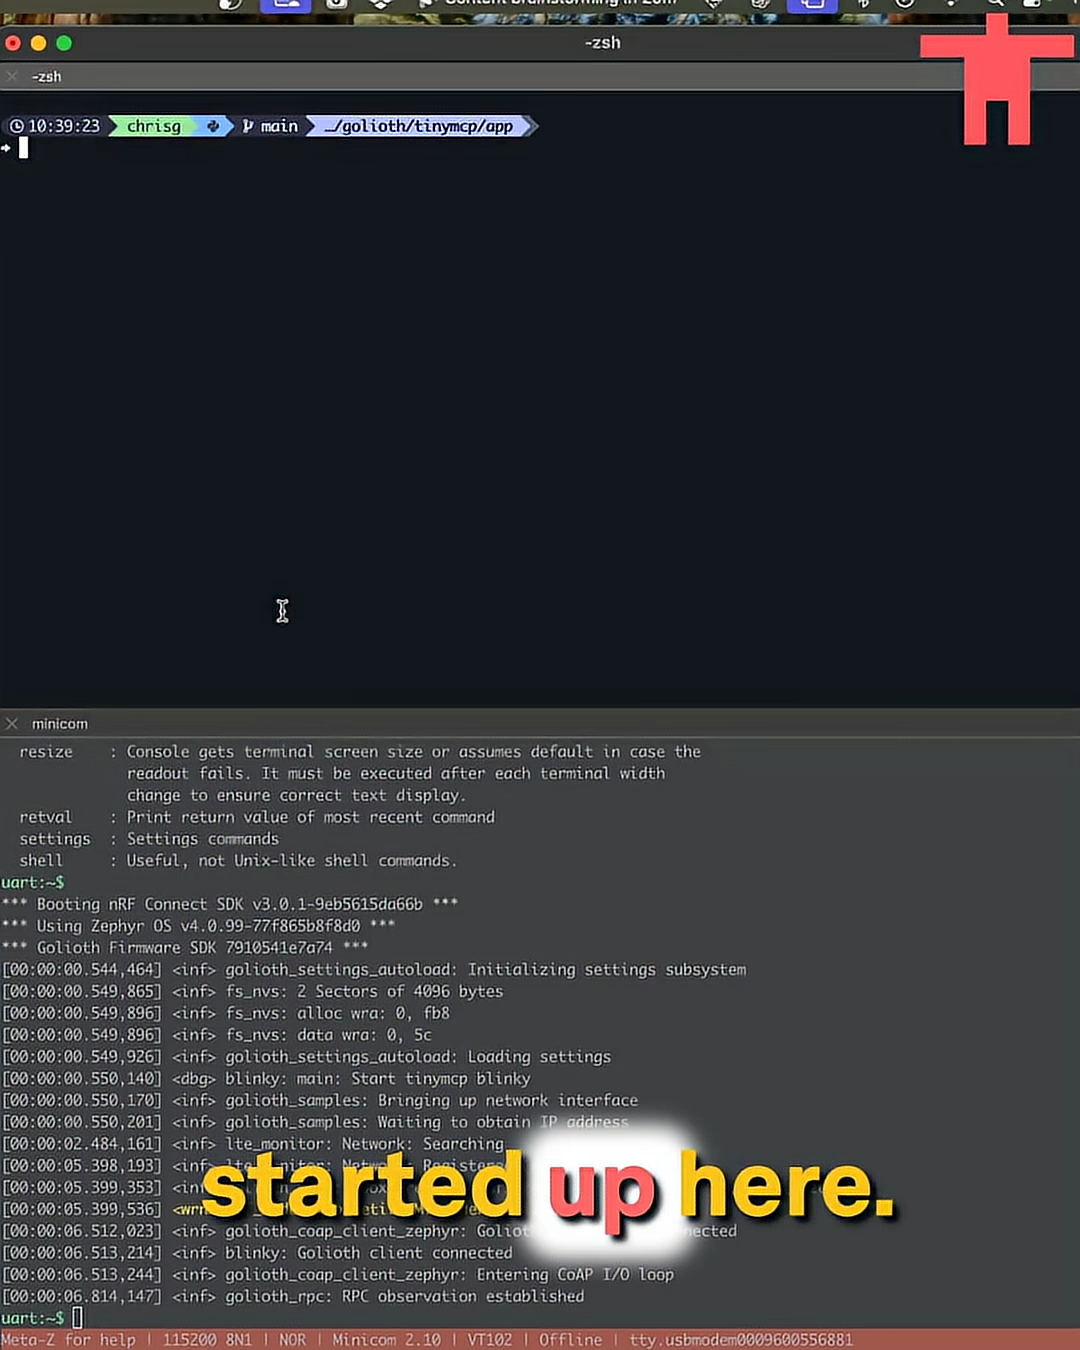 Content brainstorming in 20m
-zsh
-zsh
10:39:23 chrisg main …/golioth/tinymcp/app
minicom
resize : Console gets terminal screen size or assumes default in case the
readout fails. It must be executed after each terminal width
change to ensure correct text display.
retval : Print return value of most recent command
settings : Settings commands
shell : Useful, not Unix-like shell commands.
uart:~$
*** Booting nRF Connect SDK v3.0.1-9eb5615da66b ***
*** Using Zephyr OS v4.0.99-77f865b8f8d0 ***
*** Golioth Firmware SDK 7910541e7a74 ***
[00:00:00.544,464] <inf> golioth_settings_autoload: Initializing settings subsystem
[00:00:00.549,865] <inf> fs_nvs: 2 Sectors of 4096 bytes
[00:00:00.549,896] <inf> fs_nvs: alloc wra: 0, fb8
[00:00:00.549,896] <inf> fs_nvs: data wra: 0, 5c
[00:00:00.549,926] <inf> golioth_settings_autoload: Loading settings
[00:00:00.550,140] <dbg> blinky: main: Start tinymcp blinky
[00:00:00.550,170] <inf> golioth_samples: Bringing up network interface
[00:00:00.550,201] <inf> golioth_samples: Waiting to obtain IP address
[00:00:02.484,161] <inf> lte_monitor: Network: Searching
[00:00:05.398,193]
[00:00:05.399,353]
[00:00:05.399,536]
started up here.
[00:00:06.512,023] <inf> golioth_coap_client_zephyr:
[00:00:06.513,214] <inf> blinky: Golioth client connected
[00:00:06.513,244] <inf> golioth_coap_client_zephyr: Entering CoAP I/O loop
[00:00:06.814,147] <inf> golioth_rpc: RPC observation established
uart:~$
Meta-Z for help | 115200 8N1 | NOR | Minicom 2.10 | VT102 | Offline | tty.usbmodem0009600556881